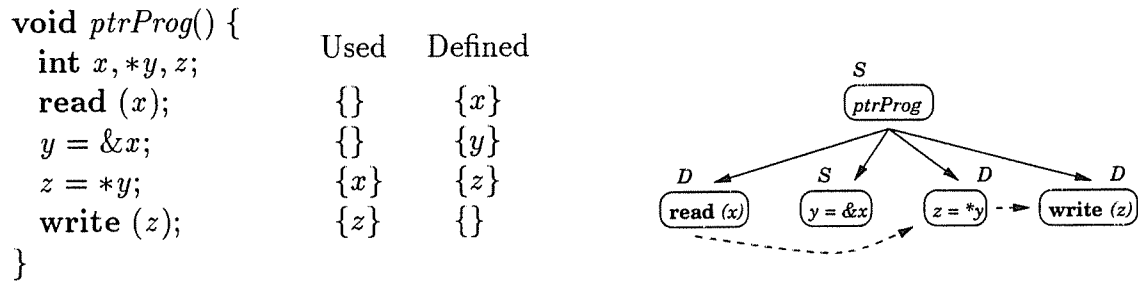 void ptrProg() {
Used Defined
int x, *y, z;
read (x); {} {x}
y = &x; {} {y}
z = *y; {x} {z}
write (z); {z} {}
}
S
ptrProg
D S D D
read (x) y = &x z = *y write (z)